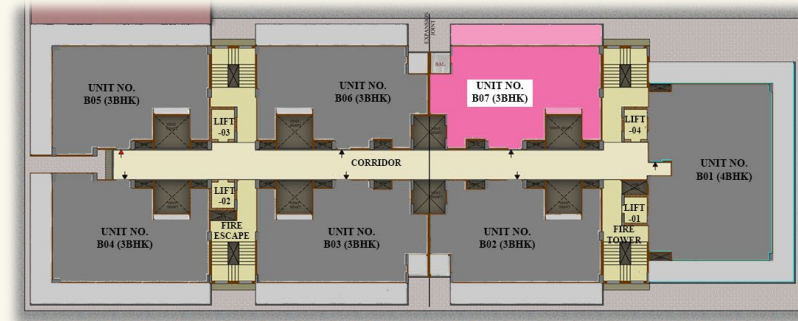 EXPANSION
JOINT
BAL.
UNIT NO.
B05 (3BHK)
UNIT NO.
B06 (3BHK)
UNIT NO.
B07 (3BHK)
LIFT
-03
LIFT
-04
CORRIDOR
UNIT NO.
B01 (4BHK)
LIFT
-02
LIFT
-01
UNIT NO.
B04 (3BHK)
FIRE
ESCAPE
UNIT NO.
B03 (3BHK)
UNIT NO.
B02 (3BHK)
FIRE
TOWER